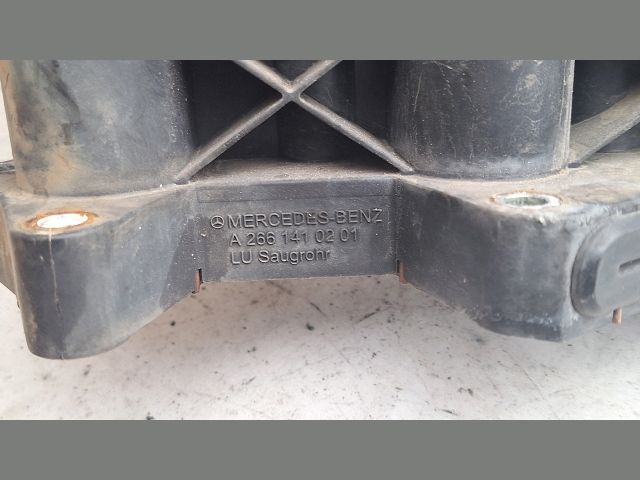 MERCEDES-BENZ
A 266 141 02 01
LU Saugrohr